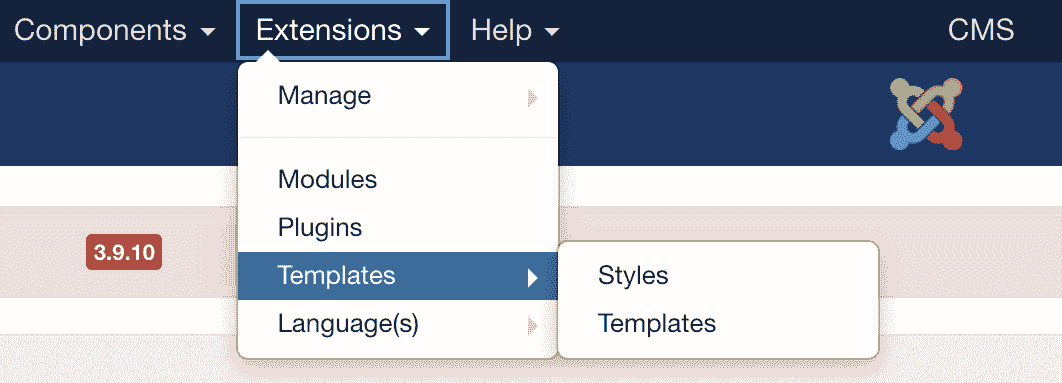 Components Extensions Help CMS
Manage
Modules
Plugins
3.9.10
Templates
Styles
Language(s)
Templates